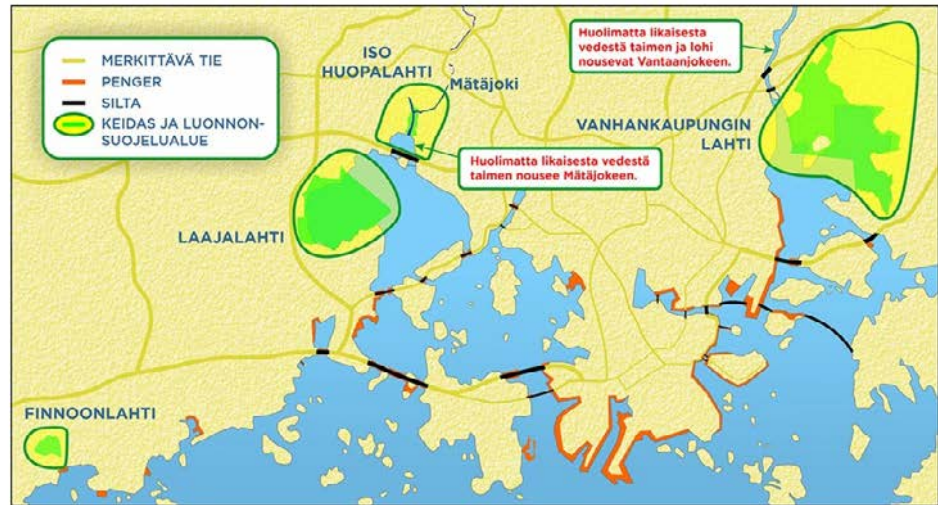 MERKITTÄVÄ TIE
PENGER
SILTA
KEIDAS JA LUONNON-
SUOJELUALUE
ISO
HUOPALAHTI
Mätäjoki
Huolimatta likaisesta
vedestä taimen ja lohi
nousevat Vantaanjokeen.
VANHANKAUPUNGIN
LAHTI
Huolimatta likaisesta vedestä
taimen nousee Mätäjokeen.
LAAJALAHTI
FINNOONLAHTI